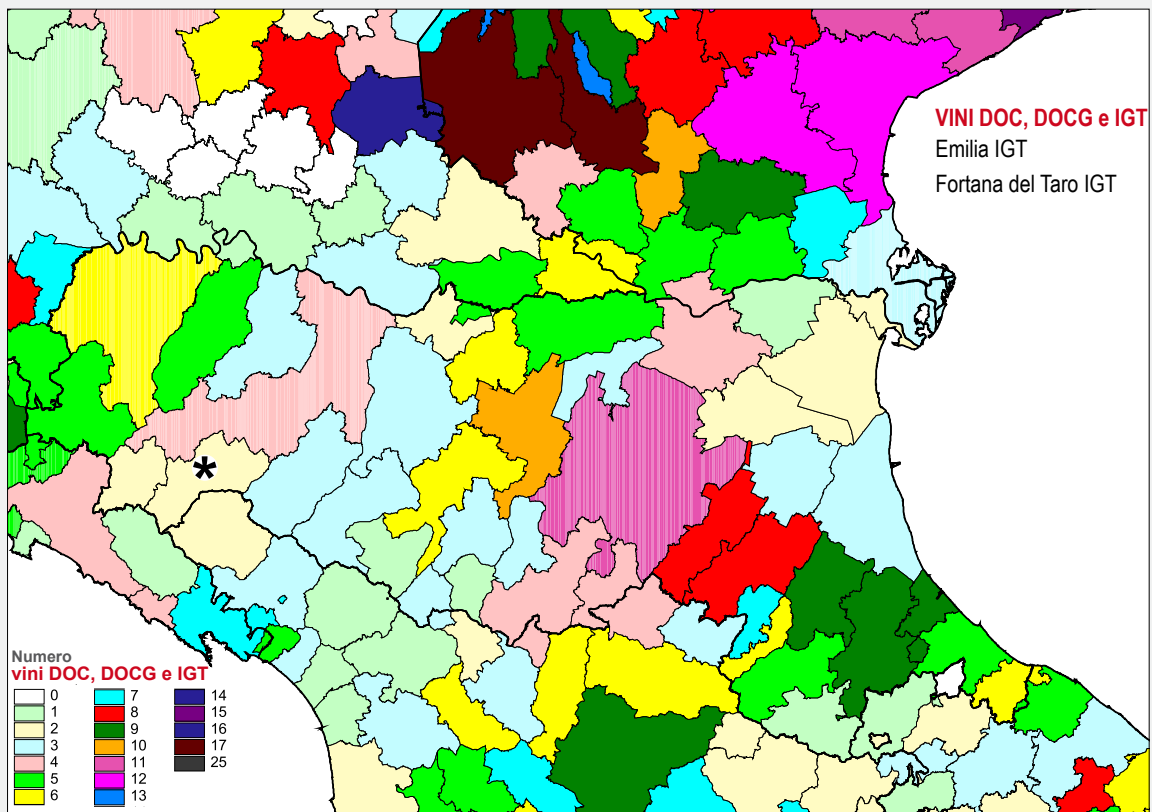 VINI DOC, DOCG e IGT
Emilia IGT
Fortana del Taro IGT
*
Numero
vini DOC, DOCG e IGT
0 7 14
1 8 15
2 9 16
3 10 17
4 11 25
5 12
6 13